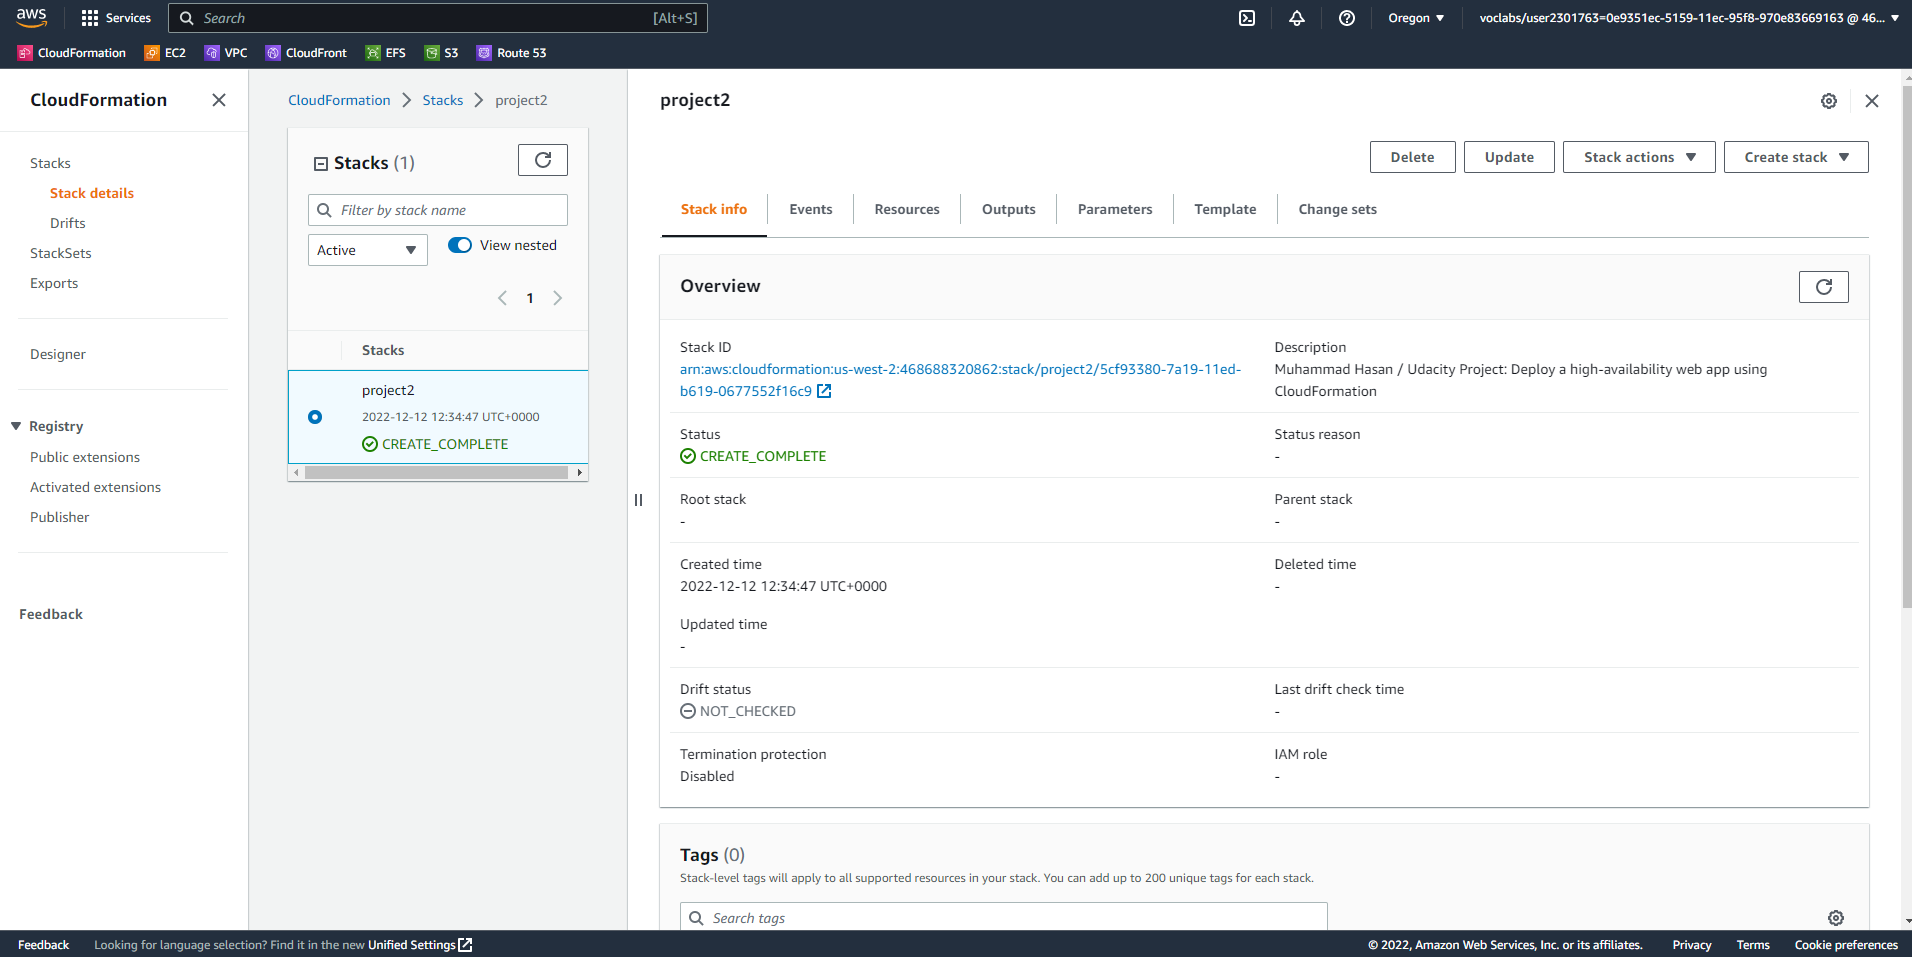 aws
Services
Search
[Alt+S]
Oregon
voclabs/user2301763=0e9351ec-5159-11ec-95f8-970e83669163 @ 46...
CloudFormation
EC2
VPC
CloudFront
EFS
S3
Route 53
CloudFormation
Stacks
Stack details
Drifts
StackSets
Exports
Designer
Registry
Public extensions
Activated extensions
Publisher
Feedback
CloudFormation
Stacks
project2
Stacks (1)
Filter by stack name
Active
View nested
1
Stacks
project2
2022-12-12 12:34:47 UTC+0000
CREATE_COMPLETE
project2
Delete
Update
Stack actions
Create stack
Stack info
Events
Resources
Outputs
Parameters
Template
Change sets
Overview
Stack ID
arn:aws:cloudformation:us-west-2:468688320862:stack/project2/5cf93380-7a19-11ed-
b619-0677552f16c9
Description
Muhammad Hasan / Udacity Project: Deploy a high-availability web app using
CloudFormation
Status
CREATE_COMPLETE
Status reason
-
Root stack
-
Parent stack
-
Created time
2022-12-12 12:34:47 UTC+0000
Deleted time
-
Updated time
-
Drift status
NOT_CHECKED
Last drift check time
-
Termination protection
Disabled
IAM role
-
Tags (0)
Stack-level tags will apply to all supported resources in your stack. You can add up to 200 unique tags for each stack.
Search tags
Feedback
Looking for language selection? Find it in the new Unified Settings
© 2022, Amazon Web Services, Inc. or its affiliates.
Privacy
Terms
Cookie preferences